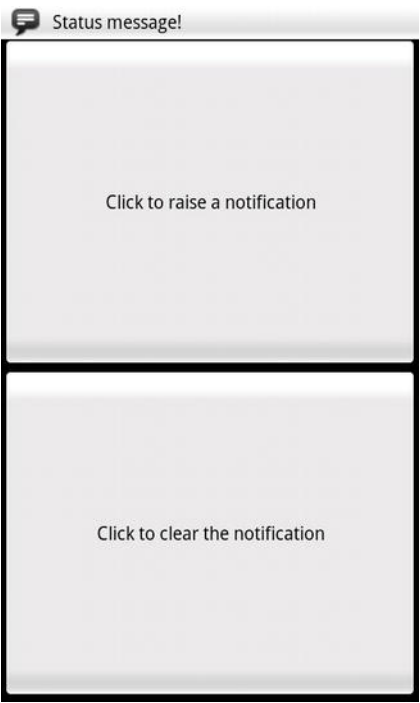 Status message!
Click to raise a notification
Click to clear the notification